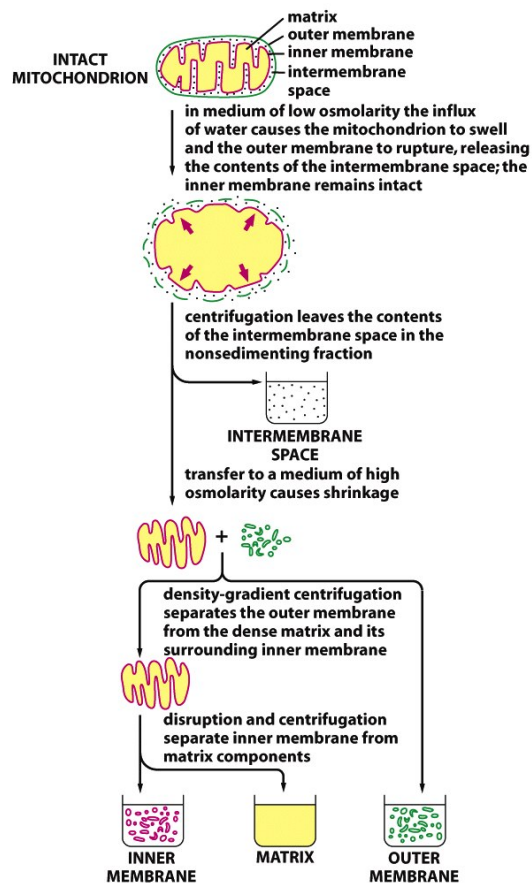 matrix
outer membrane
inner membrane
intermembrane
space
INTACT
MITOCHONDRION
in medium of low osmolarity the influx
of water causes the mitochondrion to swell
and the outer membrane to rupture, releasing
the contents of the intermembrane space; the
inner membrane remains intact
centrifugation leaves the contents
of the intermembrane space in the
nonsedimenting fraction
INTERMEMBRANE
SPACE
transfer to a medium of high
osmolarity causes shrinkage
+
density-gradient centrifugation
separates the outer membrane
from the dense matrix and its
surrounding inner membrane
disruption and centrifugation
separate inner membrane from
matrix components
INNER
MEMBRANE
MATRIX
OUTER
MEMBRANE